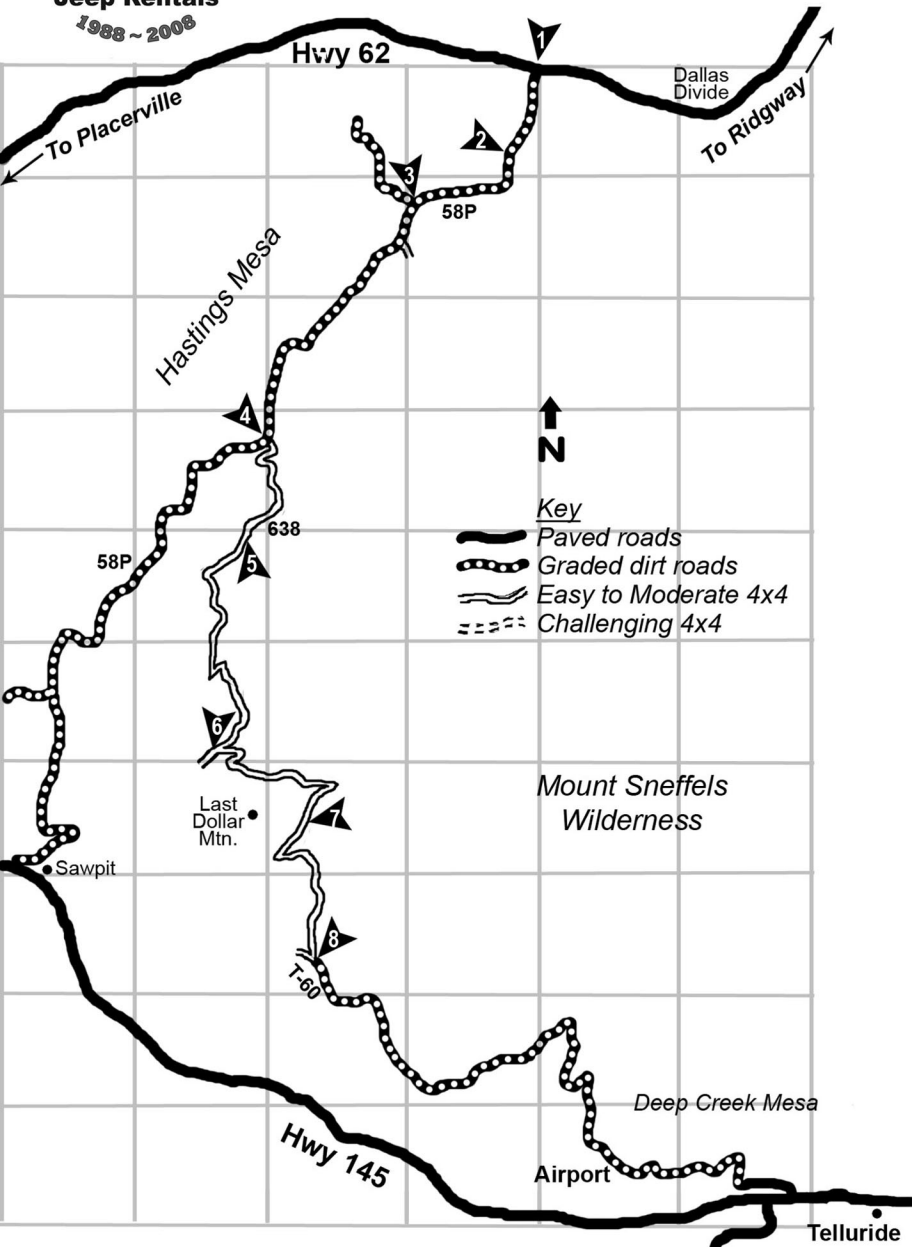 Jeep Rentals
1988 ~ 2008
Hwy 62
1
Dallas
Divide
To Placerville
To Ridgway
2
3
58P
Hastings Mesa
4
N
Key
Paved roads
Graded dirt roads
Easy to Moderate 4x4
Challenging 4x4
638
5
58P
6
Mount Sneffels
Wilderness
Last
Dollar
Mtn.
7
Sawpit
8
T-60
Deep Creek Mesa
Hwy 145
Airport
Telluride